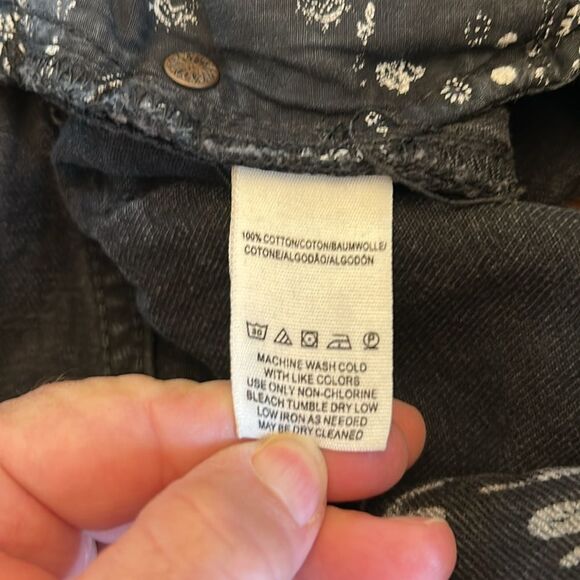 100% COTTON/COTON/BAUMWOLLE/
COTONE/ALGODÃO/ALGODÓN
30 P
MACHINE WASH COLD
WITH LIKE COLORS
USE ONLY NON-CHLORINE
BLEACH TUMBLE DRY LOW
LOW IRON AS NEEDED
MAY BE DRY CLEANED